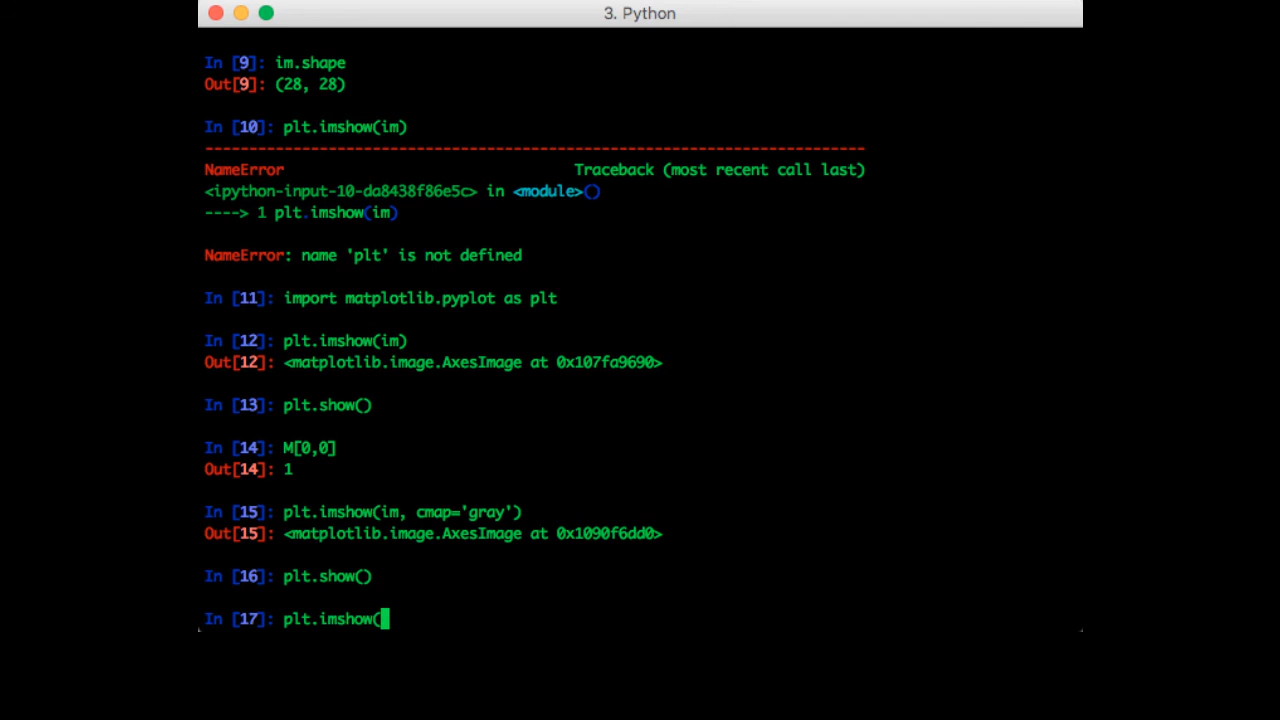 3. Python
In [9]: im.shape
Out[9]: (28, 28)
In [10]: plt.imshow(im)
---------------------------------------------------------------------------
NameError                                 Traceback (most recent call last)
<ipython-input-10-da8438f86e5c> in <module>()
----> 1 plt.imshow(im)
NameError: name 'plt' is not defined
In [11]: import matplotlib.pyplot as plt
In [12]: plt.imshow(im)
Out[12]: <matplotlib.image.AxesImage at 0x107fa9690>
In [13]: plt.show()
In [14]: M[0,0]
Out[14]: 1
In [15]: plt.imshow(im, cmap='gray')
Out[15]: <matplotlib.image.AxesImage at 0x1090f6dd0>
In [16]: plt.show()
In [17]: plt.imshow(